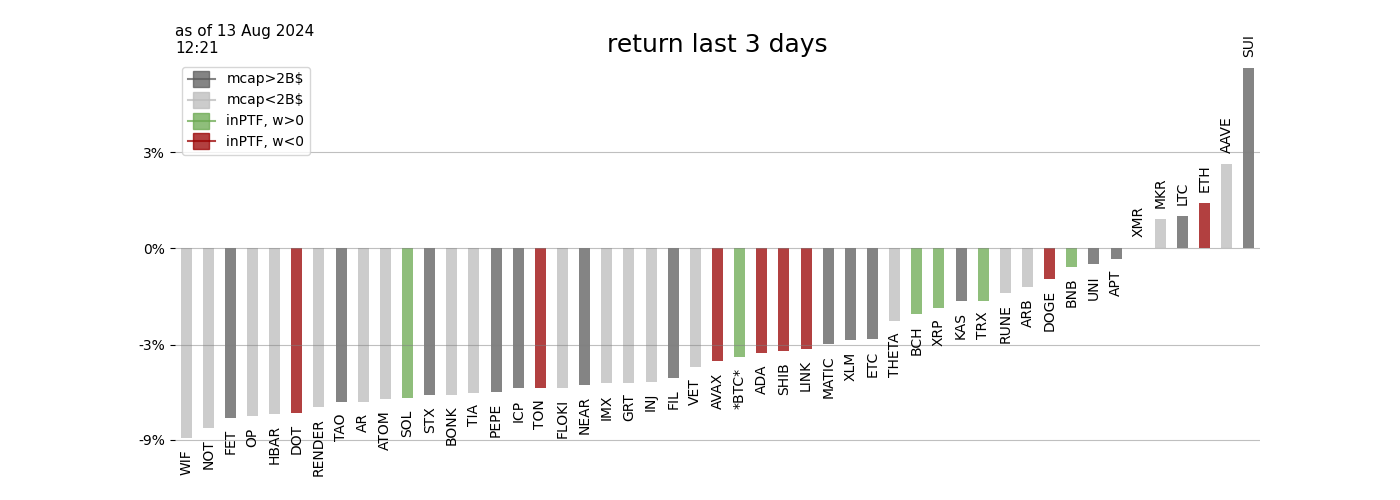 as of 13 Aug 2024
12:21
return last 3 days
mcap>2B$
mcap<2B$
inPTF, w>0
inPTF, w<0
3%
0%
-3%
-9%
WIF
NOT
FET
OP
HBAR
DOT
RENDER
TAO
AR
ATOM
SOL
STX
BONK
TIA
PEPE
ICP
TON
FLOKI
NEAR
IMX
GRT
INJ
FIL
VET
AVAX
*BTC*
ADA
SHIB
LINK
MATIC
XLM
ETC
THETA
BCH
XRP
KAS
TRX
RUNE
ARB
DOGE
BNB
UNI
APT
XMR
MKR
LTC
ETH
AAVE
SUI